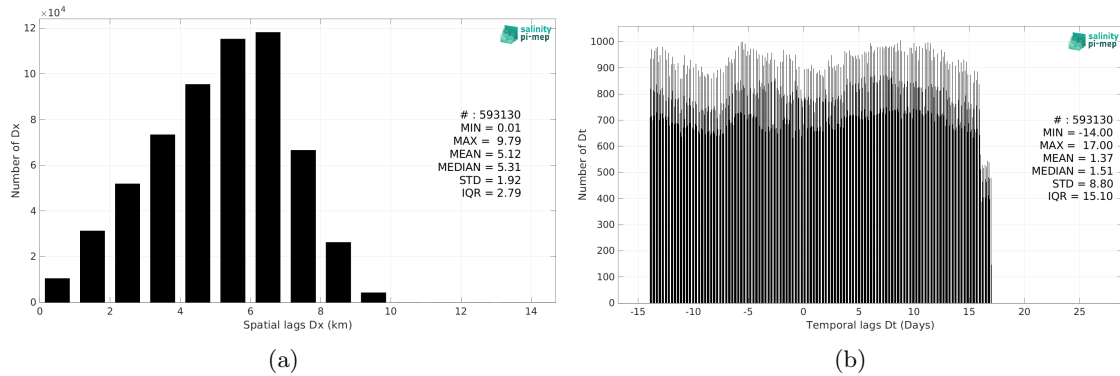 ×10⁴
12
10
8
6
4
2
0
Number of Dx
0 2 4 6 8 10 12 14
Spatial lags Dx (km)
salinity
pi-mep
# : 593130
MIN = 0.01
MAX = 9.79
MEAN = 5.12
MEDIAN = 5.31
STD = 1.92
IQR = 2.79
(a)
1000
900
800
700
600
500
400
300
200
100
0
Number of Dt
-15 -10 -5 0 5 10 15 20 25
Temporal lags Dt (Days)
salinity
pi-mep
# : 593130
MIN = -14.00
MAX = 17.00
MEAN = 1.37
MEDIAN = 1.51
STD = 8.80
IQR = 15.10
(b)